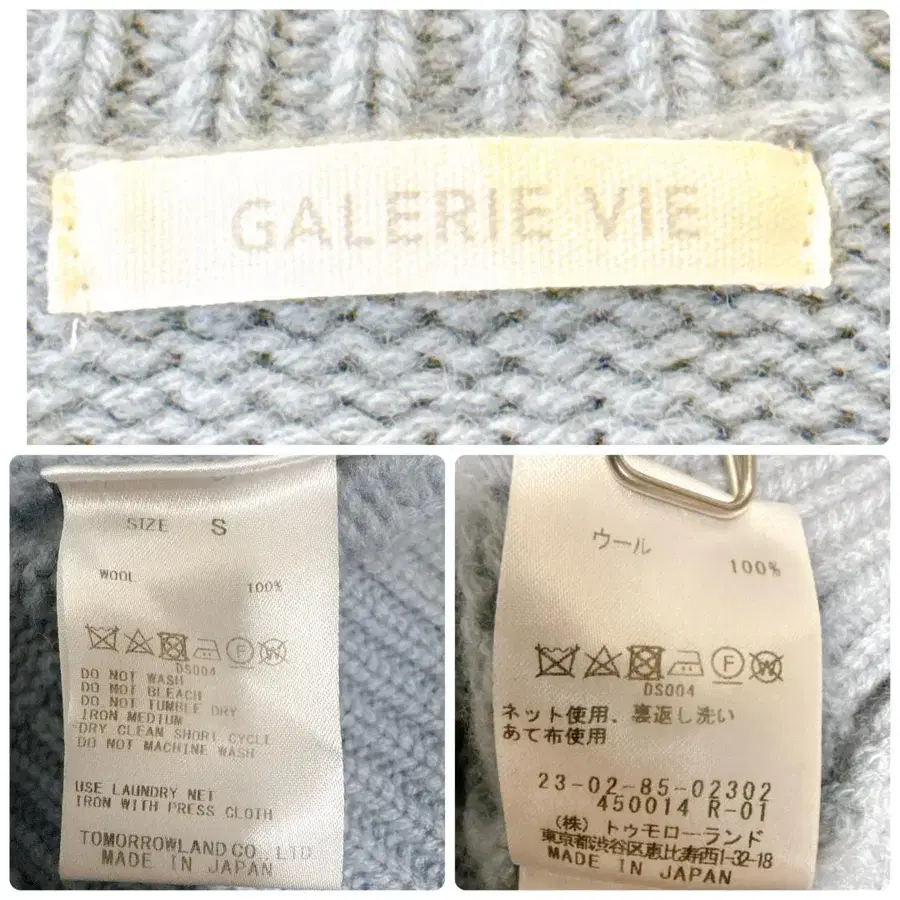 GALERIE VIE
SIZE S
WOOL 100%
DS004
DO NOT WASH
DO NOT BLEACH
DO NOT TUMBLE DRY
IRON MEDIUM
DRY CLEAN SHORT CYCLE
DO NOT MACHINE WASH
USE LAUNDRY NET
IRON WITH PRESS CLOTH
TOMORROWLAND CO., LTD.
MADE IN JAPAN
ウール 100%
F W
DS004
ネット使用、裏返し洗い
あて布使用
23-02-85-02302
450014 R-01
(株) トゥモローランド
東京都渋谷区恵比寿西1-32-18
MADE IN JAPAN